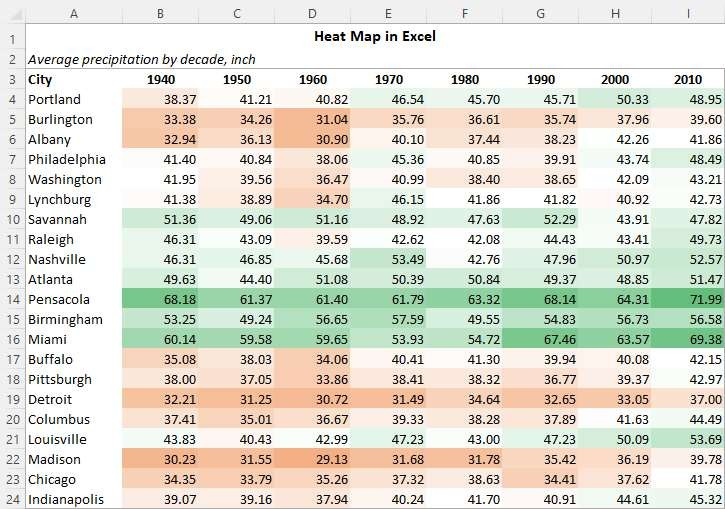 A B C D E F G H I
1 Heat Map in Excel
2 Average precipitation by decade, inch
3 City 1940 1950 1960 1970 1980 1990 2000 2010
4 Portland 38.37 41.21 40.82 46.54 45.70 45.71 50.33 48.95
5 Burlington 33.38 34.26 31.04 35.76 36.61 35.74 37.96 39.60
6 Albany 32.94 36.13 30.90 40.10 37.44 38.23 42.26 41.86
7 Philadelphia 41.40 40.84 38.06 45.36 40.85 39.91 43.74 48.49
8 Washington 41.95 39.56 36.47 40.99 38.40 38.65 42.09 43.21
9 Lynchburg 41.38 38.89 34.70 46.15 41.86 41.82 40.92 42.73
10 Savannah 51.36 49.06 51.16 48.92 47.63 52.29 43.91 47.82
11 Raleigh 46.31 43.09 39.59 42.62 42.08 44.43 43.41 49.73
12 Nashville 46.31 46.85 45.68 53.49 42.76 47.96 50.97 52.57
13 Atlanta 49.63 44.40 51.08 50.39 50.84 49.37 48.85 51.47
14 Pensacola 68.18 61.37 61.40 61.79 63.32 68.14 64.31 71.99
15 Birmingham 53.25 49.24 56.65 57.59 49.55 54.83 56.73 56.58
16 Miami 60.14 59.58 59.65 53.93 54.72 67.46 63.57 69.38
17 Buffalo 35.08 38.03 34.06 40.41 41.30 39.94 40.08 42.15
18 Pittsburgh 38.00 37.05 33.86 38.41 38.32 36.77 39.37 42.97
19 Detroit 32.21 31.25 30.72 31.49 34.64 32.65 33.05 37.00
20 Columbus 37.41 35.01 36.67 39.33 38.28 37.89 41.63 44.49
21 Louisville 43.83 40.43 42.99 47.23 43.00 47.23 50.09 53.69
22 Madison 30.23 31.55 29.13 31.68 31.78 35.42 36.19 39.78
23 Chicago 34.35 33.79 35.26 37.32 38.63 34.41 37.62 41.78
24 Indianapolis 39.07 39.16 37.94 40.24 41.70 40.91 44.61 45.32